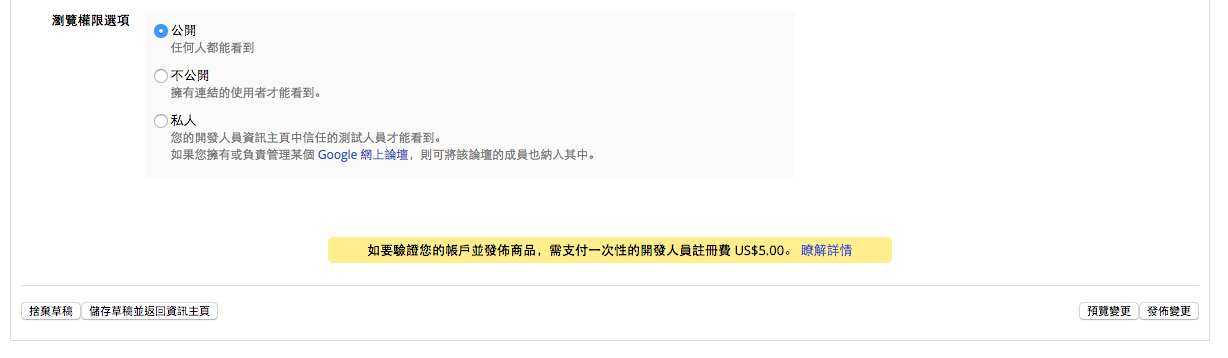 瀏覽權限選項
公開
任何人都能看到
不公開
擁有連結的使用者才能看到。
私人
您的開發人員資訊主頁中信任的測試人員才能看到。
如果您擁有或負責管理某個 Google 網上論壇，則可將該論壇的成員也納入其中。
如要驗證您的帳戶並發佈商品，需支付一次性的開發人員註冊費 US$5.00。 瞭解詳情
捨棄草稿 儲存草稿並返回資訊主頁 預覽變更 發佈變更